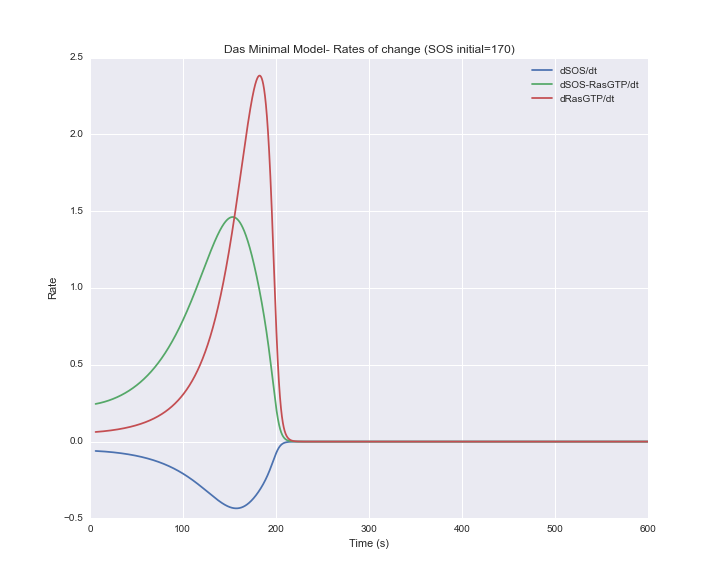 Das Minimal Model- Rates of change (SOS initial=170)
2.5
2.0
1.5
1.0
0.5
0.0
−0.5
Rate
dSOS/dt
dSOS-RasGTP/dt
dRasGTP/dt
0 100 200 300 400 500 600
Time (s)